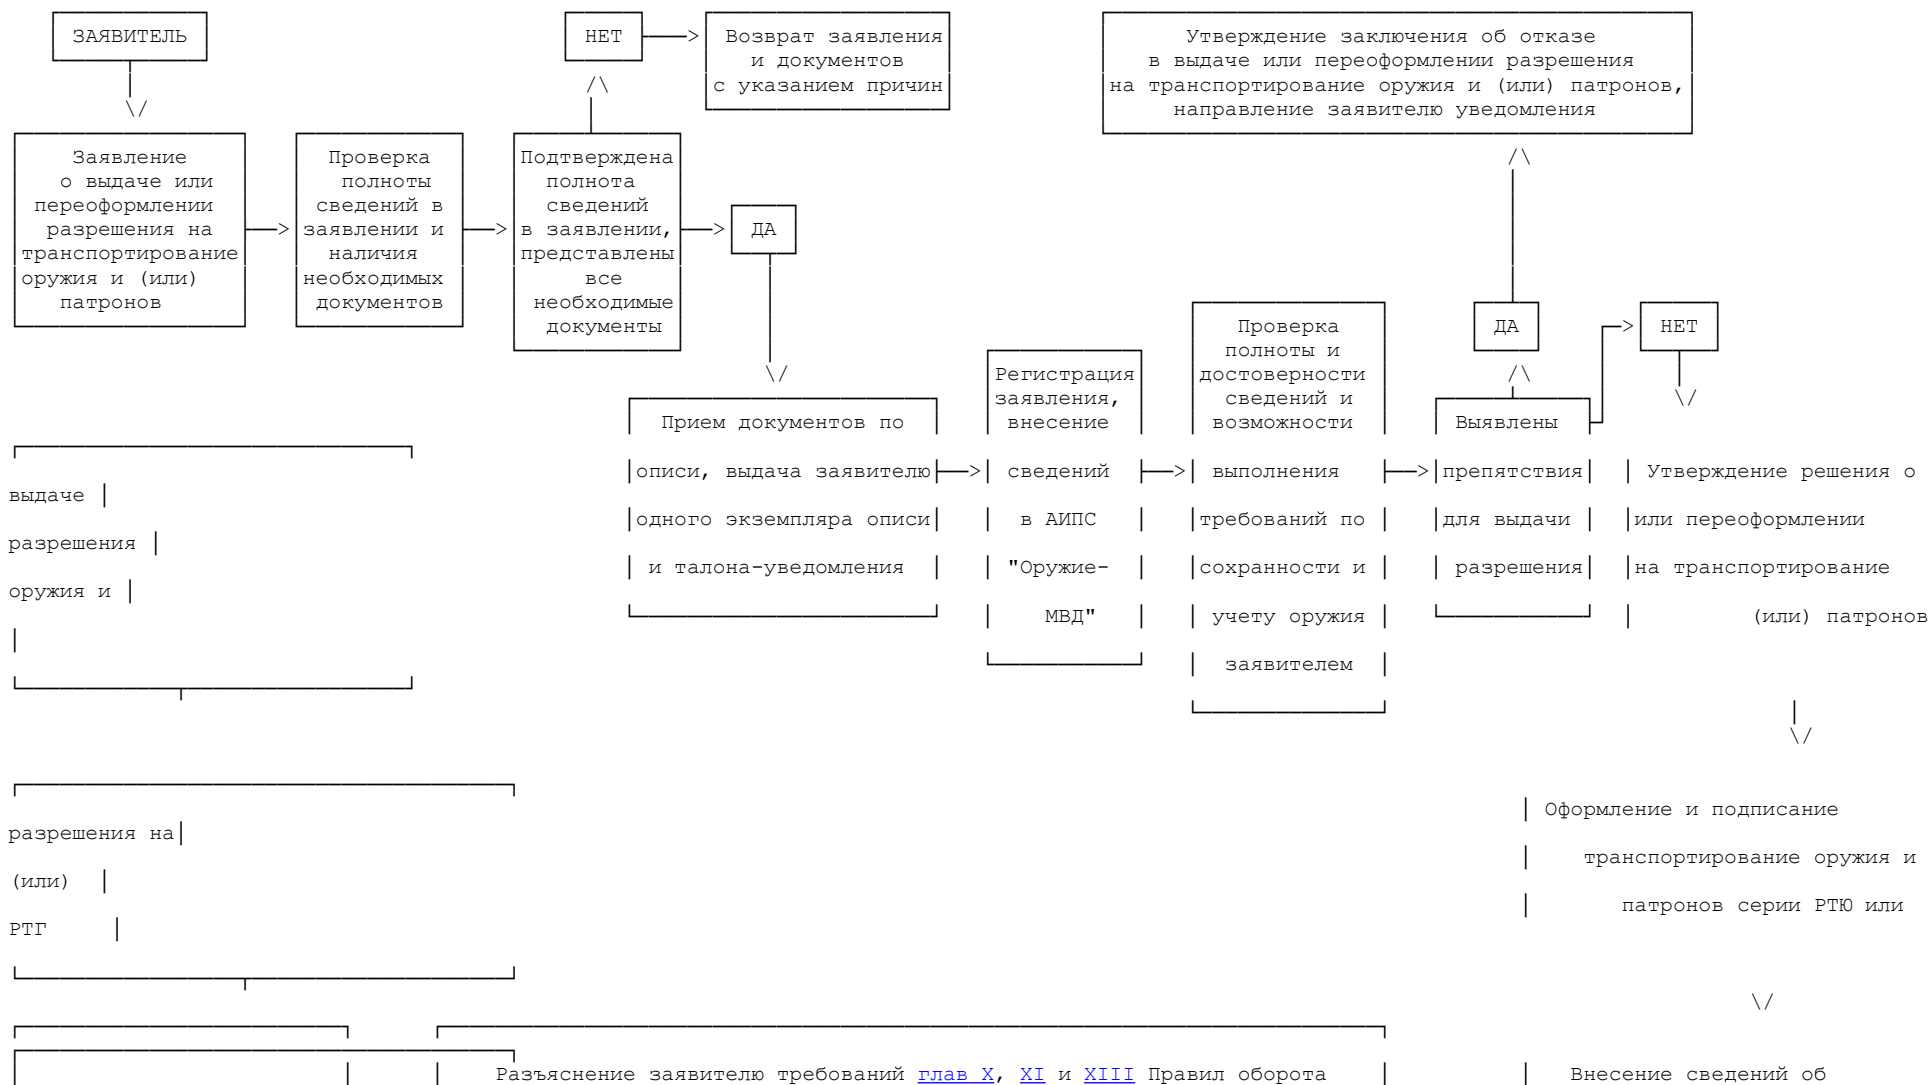 ЗАЯВИТЕЛЬ
НЕТ
Возврат заявления
и документов
с указанием причин
Утверждение заключения об отказе
в выдаче или переоформлении разрешения
на транспортирование оружия и (или) патронов,
направление заявителю уведомления
Заявление
о выдаче или
переоформлении
разрешения на
транспортирование
оружия и (или)
патронов
Проверка
полноты
сведений в
заявлении и
наличия
необходимых
документов
Подтверждена
полнота
сведений
в заявлении,
представлены
все
необходимые
документы
ДА
Прием документов по
описи, выдача заявителю
одного экземпляра описи
и талона-уведомления
Регистрация
заявления,
внесение
сведений
в АИПС
"Оружие-
МВД"
Проверка
полноты и
достоверности
сведений и
возможности
выполнения
требований по
сохранности и
учету оружия
заявителем
ДА
НЕТ
Выявлены
препятствия
для выдачи
разрешения
Утверждение решения о
выдаче
или переоформлении
разрешения
на транспортирование
оружия и
(или) патронов
Оформление и подписание
разрешения на
транспортирование оружия и
(или)
патронов серии РТЮ или
РТГ
Разъяснение заявителю требований глав X, XI и XIII Правил оборота
Внесение сведений об